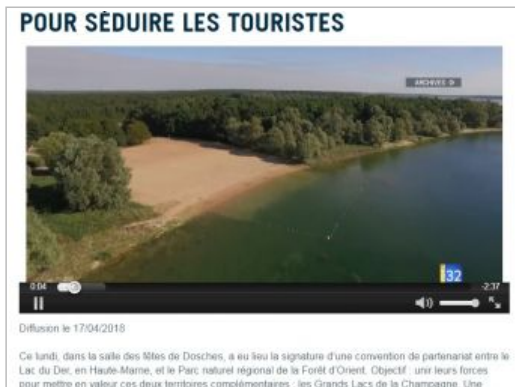 POUR SÉDUIRE LES TOURISTES
ARCHIVES
32
0:04
-2:37
Diffusion le 17/04/2018
Ce lundi, dans la salle des fêtes de Dosches, a eu lieu la signature d'une convention de partenariat entre le
Lac du Der, en Haute-Marne, et le Parc naturel régional de la Forêt d'Orient. Objectif : unir leurs forces
pour mettre en valeur ces deux territoires complémentaires : les Grands Lacs de la Champagne. Une